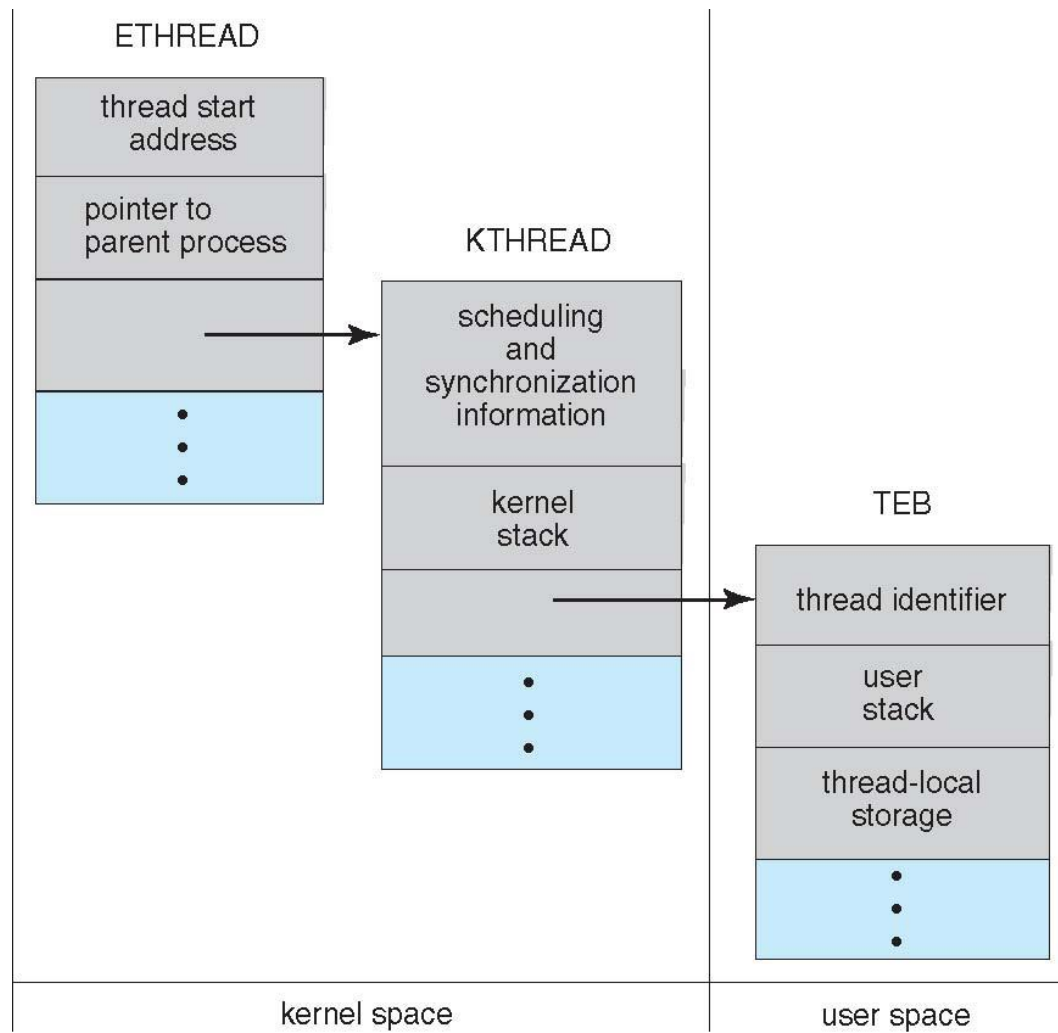 ETHREAD
thread start
address
pointer to
parent process
KTHREAD
scheduling
and
synchronization
information
kernel
stack
TEB
thread identifier
user
stack
thread-local
storage
kernel space
user space